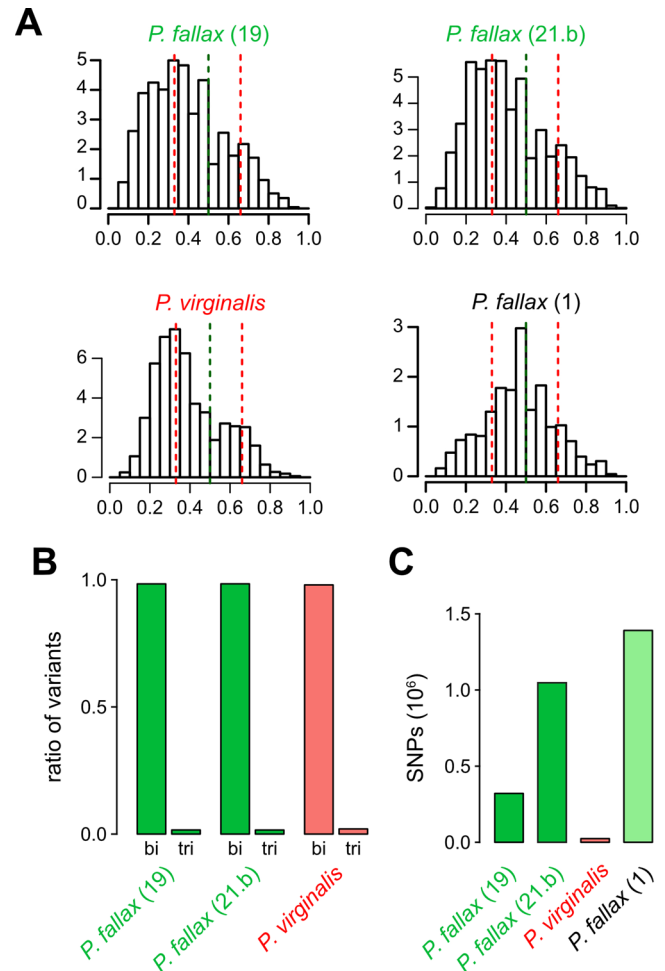 A
P. fallax (19)
P. fallax (21.b)
5
4
3
2
1
0
0.0 0.2 0.4 0.6 0.8 1.0
5
4
3
2
1
0
0.0 0.2 0.4 0.6 0.8 1.0
P. virginalis
P. fallax (1)
6
4
2
0
0.0 0.2 0.4 0.6 0.8 1.0
3
2
1
0
0.0 0.2 0.4 0.6 0.8 1.0
B
ratio of variants
1.0
0.5
0.0
bi tri bi tri bi tri
P. fallax (19)
P. fallax (21.b)
P. virginalis
C
SNPs (10⁶)
1.5
1.0
0.5
0.0
P. fallax (19)
P. fallax (21.b)
P. virginalis
P. fallax (1)